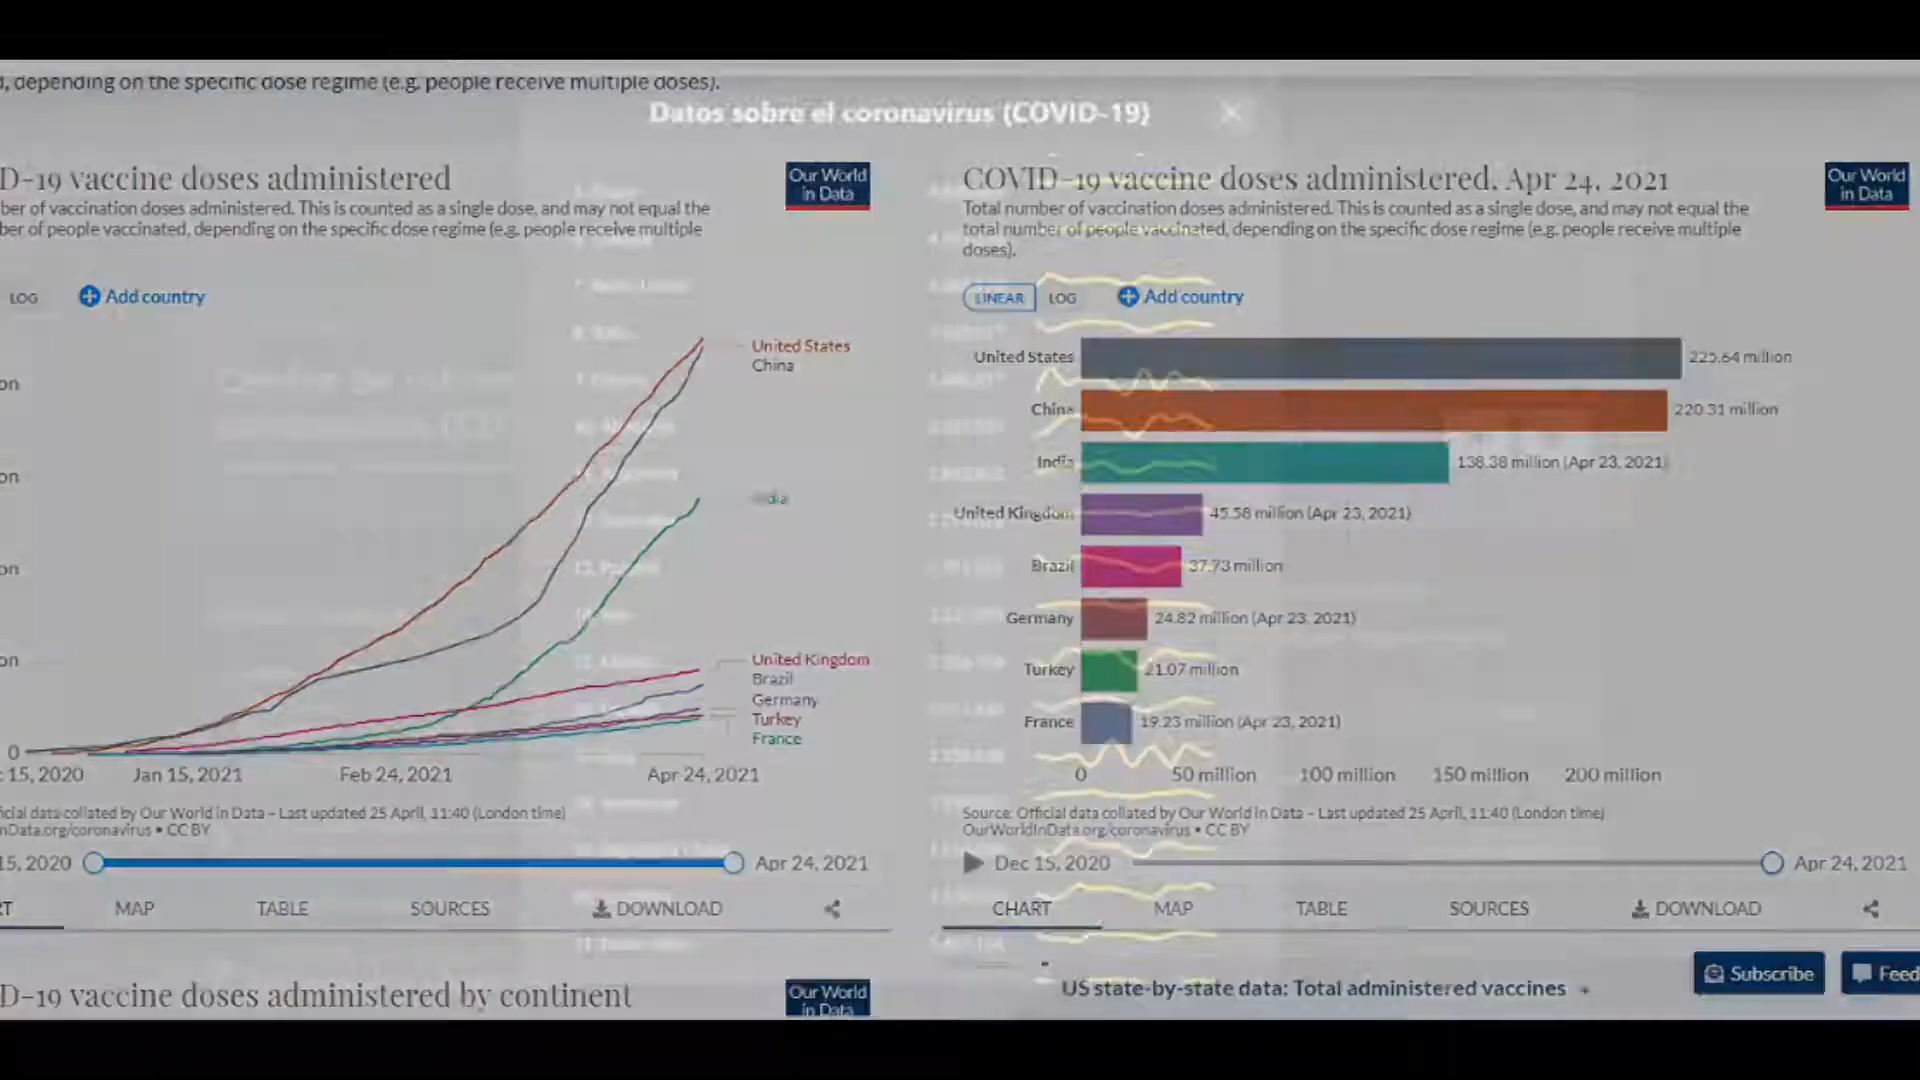 , depending on the specific dose regime (e.g. people receive multiple doses).
Datos sobre el coronavirus (COVID-19)
D-19 vaccine doses administered
Our World
in Data
ber of vaccination doses administered. This is counted as a single dose, and may not equal the
ber of people vaccinated, depending on the specific dose regime (e.g. people receive multiple
LOG
Add country
United States
China
India
United Kingdom
Brazil
Germany
Turkey
France
on
on
on
on
0
15, 2020
Jan 15, 2021
Feb 24, 2021
Apr 24, 2021
icial data collated by Our World in Data – Last updated 25 April, 11:40 (London time)
nData.org/coronavirus • CC BY
15, 2020
Apr 24, 2021
RT
MAP
TABLE
SOURCES
DOWNLOAD
D-19 vaccine doses administered by continent
Our World
in Data
COVID-19 vaccine doses administered, Apr 24, 2021
Our World
in Data
Total number of vaccination doses administered. This is counted as a single dose, and may not equal the
total number of people vaccinated, depending on the specific dose regime (e.g. people receive multiple
doses).
LINEAR
LOG
Add country
United States 225.64 million
China 220.31 million
India 138.38 million (Apr 23, 2021)
United Kingdom 45.58 million (Apr 23, 2021)
Brazil 37.73 million
Germany 24.82 million (Apr 23, 2021)
Turkey 21.07 million
France 19.23 million (Apr 23, 2021)
0
50 million
100 million
150 million
200 million
Source: Official data collated by Our World in Data – Last updated 25 April, 11:40 (London time)
OurWorldInData.org/coronavirus • CC BY
Dec 15, 2020
Apr 24, 2021
CHART
MAP
TABLE
SOURCES
DOWNLOAD
US state-by-state data: Total administered vaccines
Subscribe
Feed